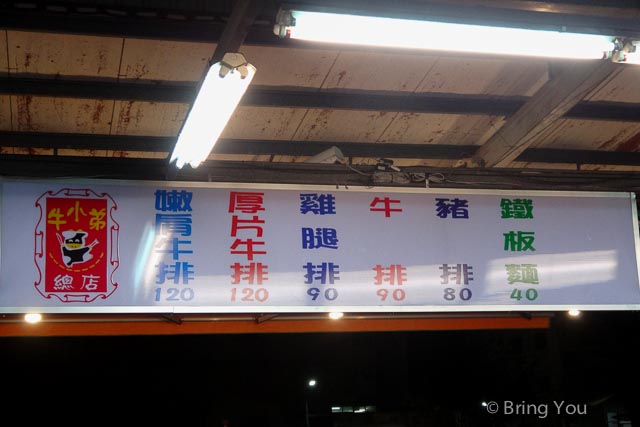 牛小弟
總店
嫩肩牛排
120
厚片牛排
120
雞腿排
90
牛排
90
豬排
80
鐵板麵
40
© Bring You